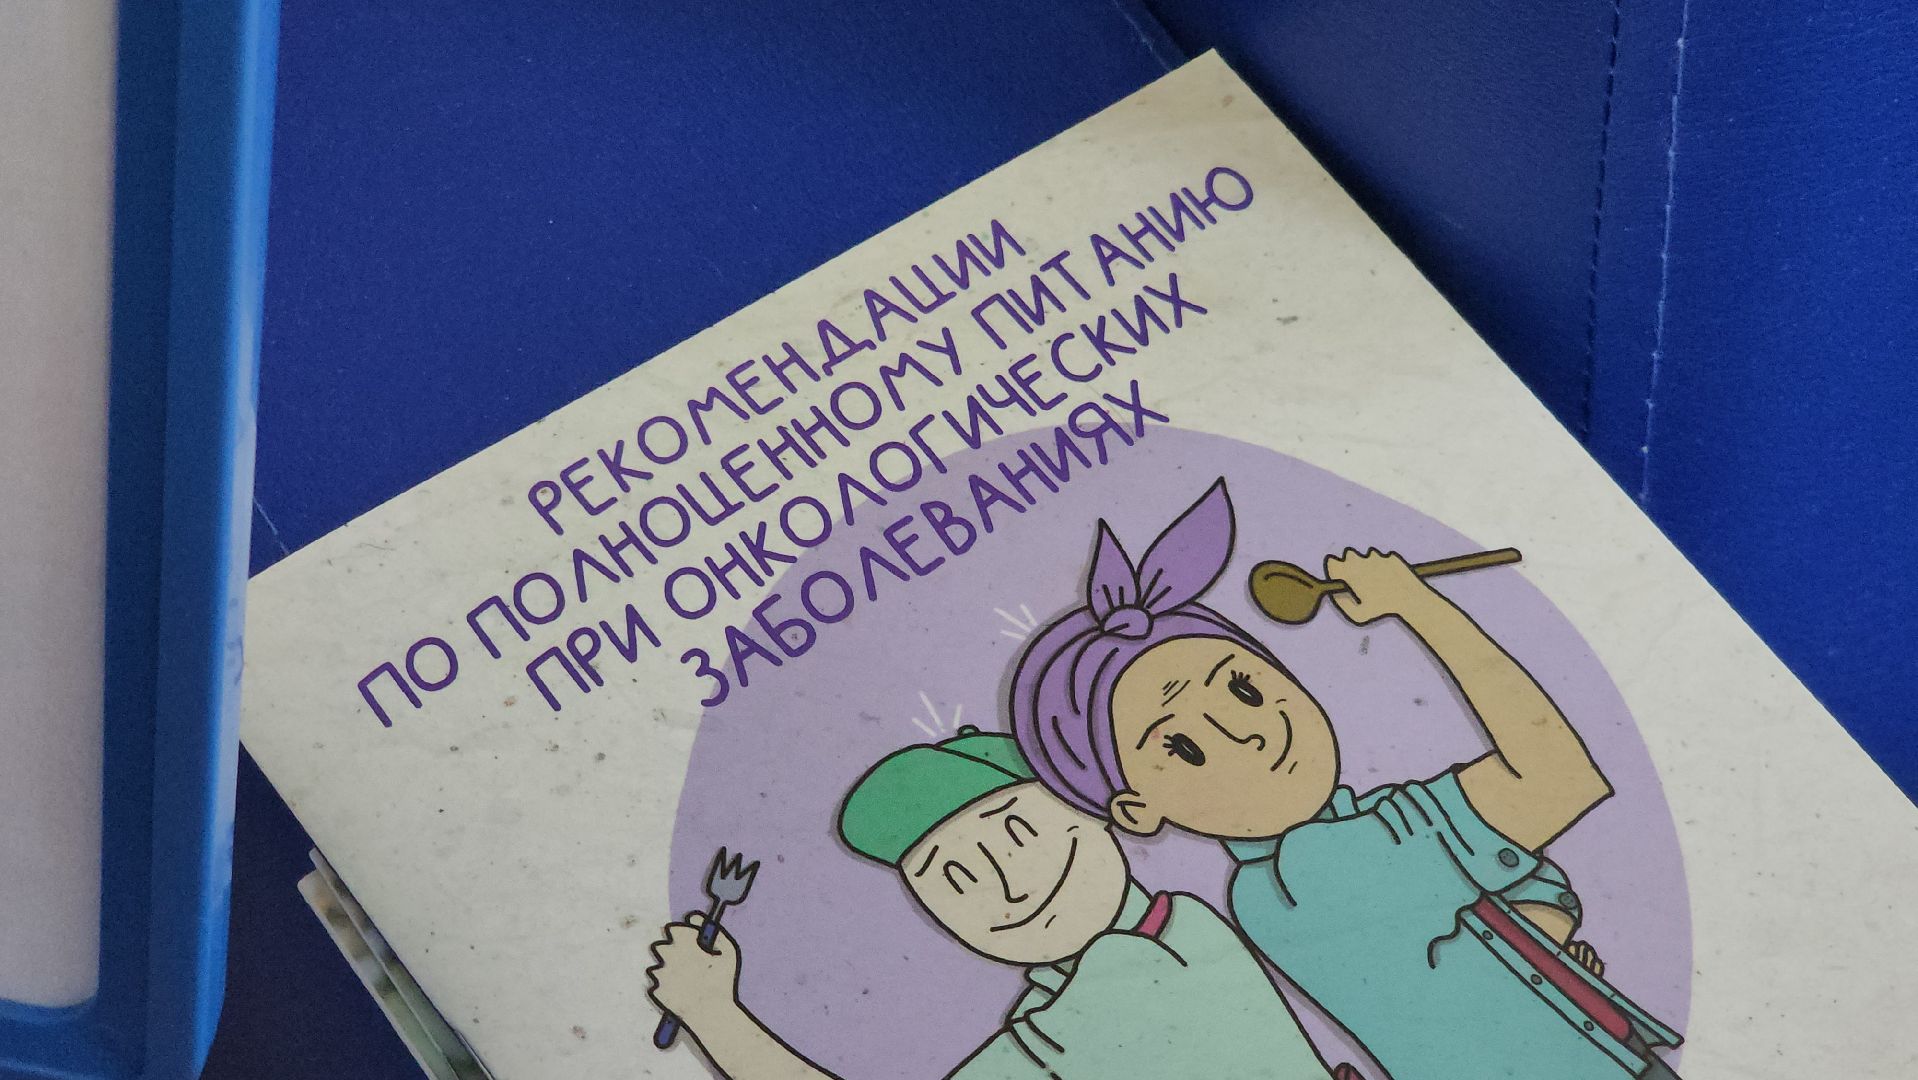 РЕКОМЕНДАЦИИ
ПО ПОЛНОЦЕННОМУ ПИТАНИЮ
ПРИ ОНКОЛОГИЧЕСКИХ
ЗАБОЛЕВАНИЯХ